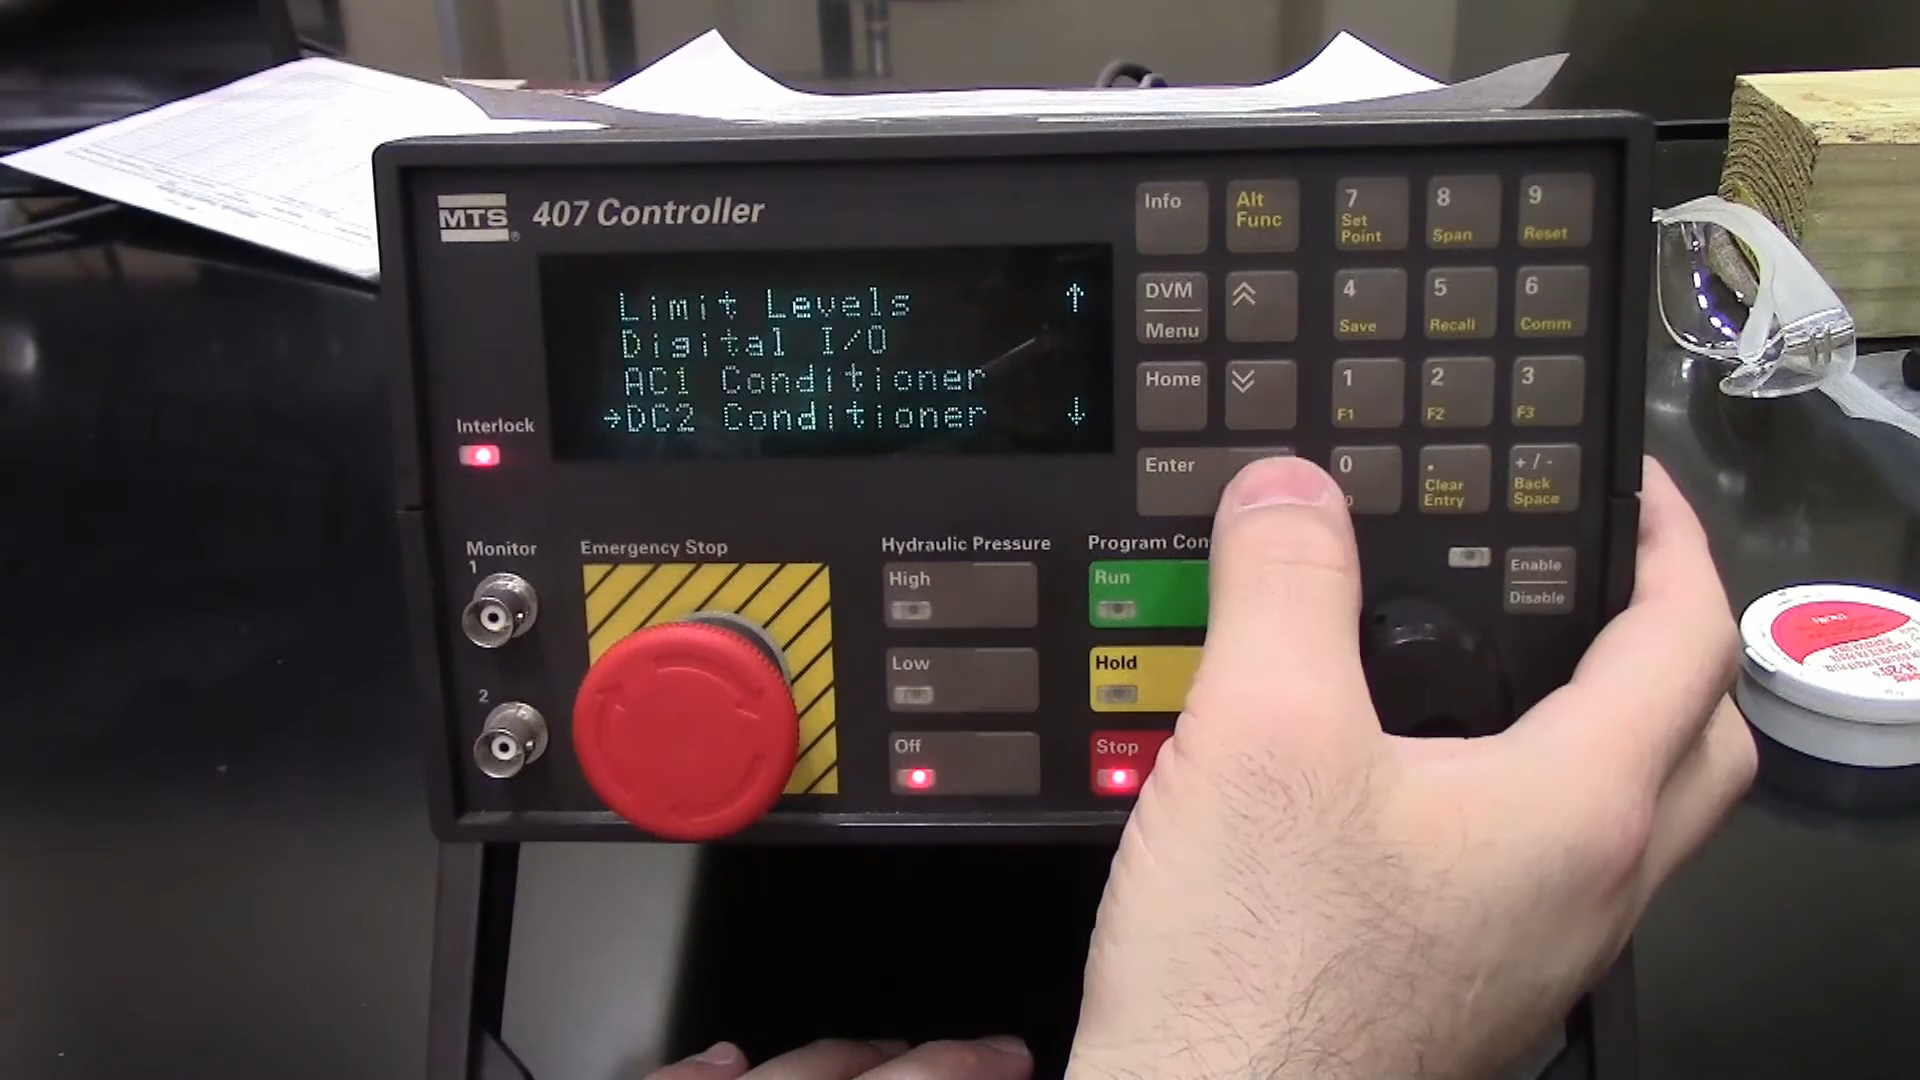 MTS ® 407 Controller
Limit Levels ↑
Digital I/O
AC1 Conditioner
→DC2 Conditioner ↓
Interlock
Monitor
1
2
Emergency Stop
Hydraulic Pressure
High
Low
Off
Program Con
Run
Hold
Stop
Info
Alt Func
7 Set Point
8 Span
9 Reset
DVM
Menu
4 Save
5 Recall
6 Comm
Home
1 F1
2 F2
3 F3
Enter
0
. Clear Entry
+ / - Back Space
Enable
Disable